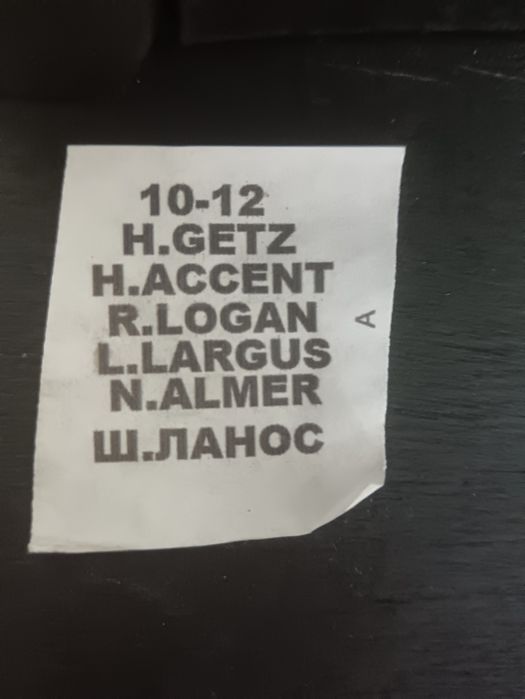 10-12
H.GETZ
H.ACCENT
R.LOGAN
L.LARGUS
N.ALMER
Ш.ЛАНОС
A